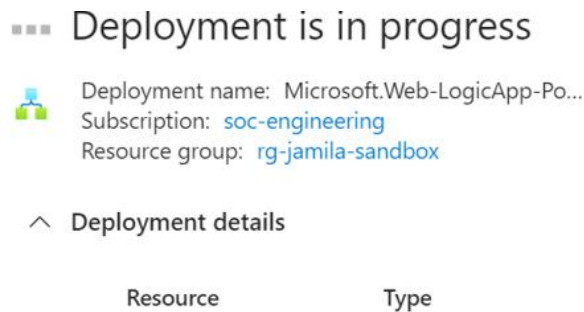 Deployment is in progress
Deployment name: Microsoft.Web-LogicApp-Po...
Subscription: soc-engineering
Resource group: rg-jamila-sandbox
Deployment details
Resource Type